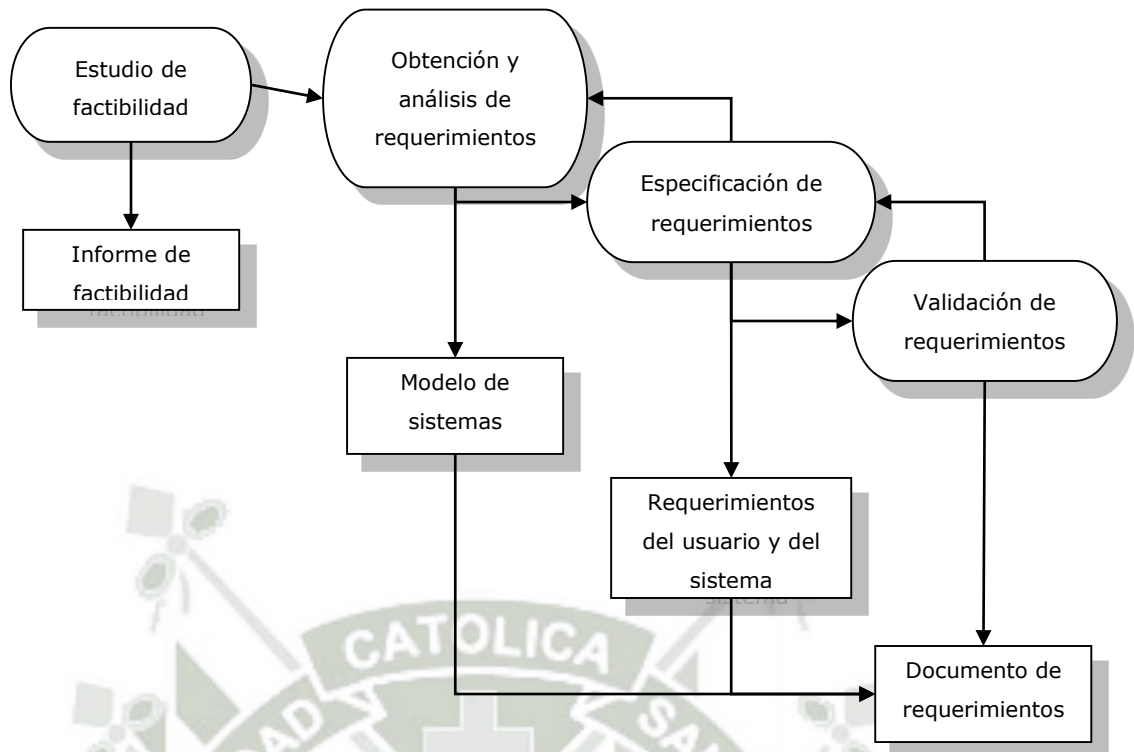 Estudio de
factibilidad
Obtención y
análisis de
requerimientos
Especificación de
requerimientos
Informe de
factibilidad
Validación de
requerimientos
Modelo de
sistemas
Requerimientos
del usuario y del
sistema
Documento de
requerimientos
CATOLICA